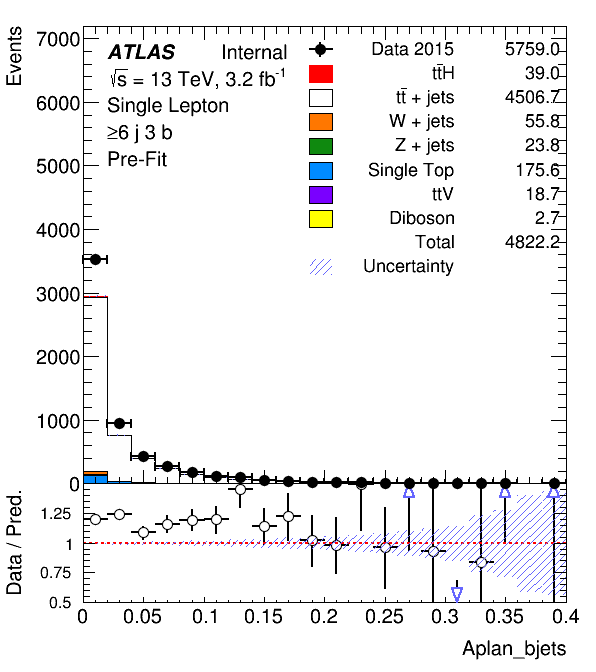 Events
7000
6000
5000
4000
3000
2000
1000
0
ATLAS Internal
√s = 13 TeV, 3.2 fb⁻¹
Single Lepton
≥6 j 3 b
Pre-Fit
Data 2015 5759.0
tt̄H 39.0
tt̄ + jets 4506.7
W + jets 55.8
Z + jets 23.8
Single Top 175.6
ttV 18.7
Diboson 2.7
Total 4822.2
Uncertainty
Data / Pred.
1.25
1
0.75
0.5
0 0.05 0.1 0.15 0.2 0.25 0.3 0.35 0.4
Aplan_bjets